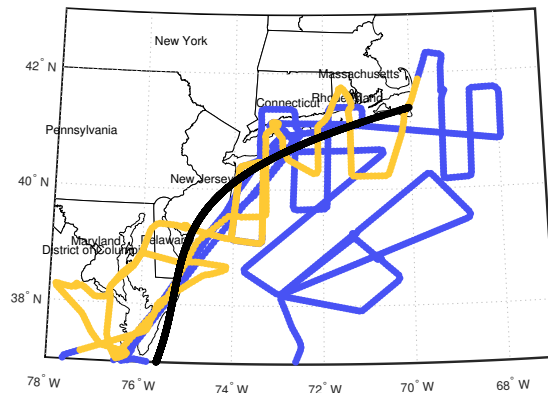 New York
42° N
Massachusetts
Connecticut
Rhode Island
Pennsylvania
40° N
New Jersey
Maryland
Delaware
District of Columbia
38° N
78° W
76° W
74° W
72° W
70° W
68° W